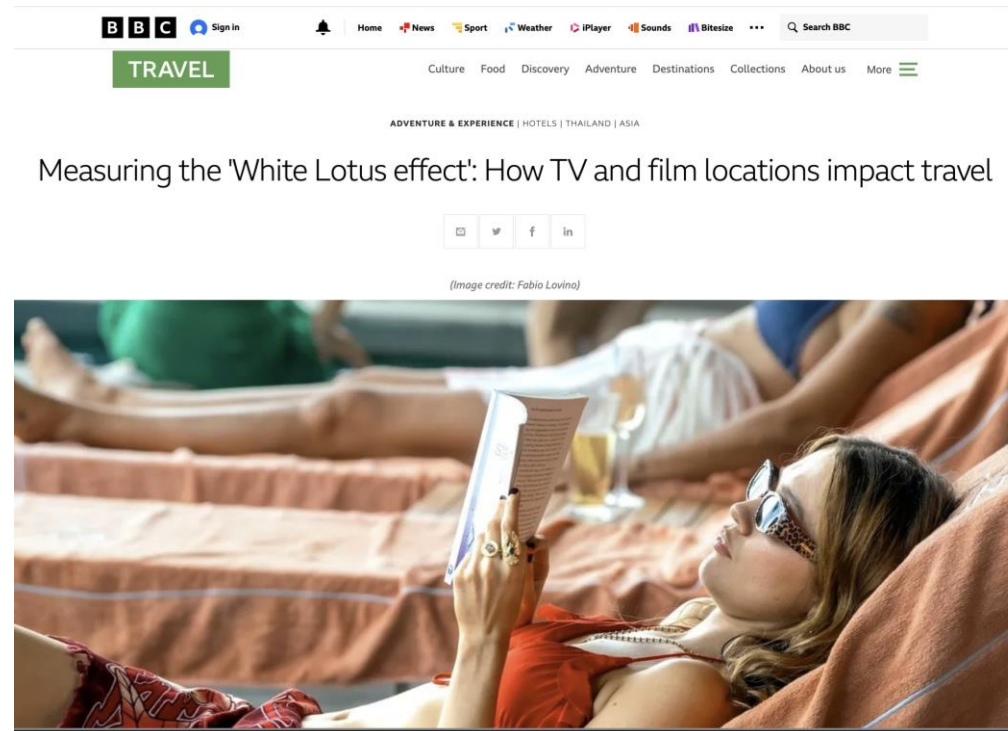 BBC Sign in Home News Sport Weather iPlayer Sounds Bitesize ••• Search BBC
TRAVEL Culture Food Discovery Adventure Destinations Collections About us More
ADVENTURE & EXPERIENCE | HOTELS | THAILAND | ASIA
Measuring the 'White Lotus effect': How TV and film locations impact travel
(Image credit: Fabio Lovino)